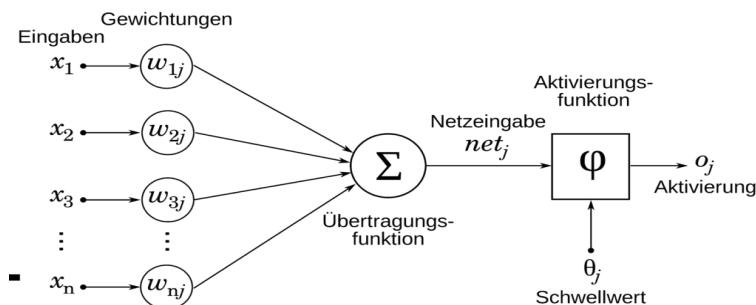 Gewichtungen
Eingaben
x1 w1j
x2 w2j
x3 w3j
⋮ ⋮
xn wnj
Σ
Übertragungs-
funktion
Netzeingabe
netj
Aktivierungs-
funktion
φ
oj
Aktivierung
θj
Schwellwert